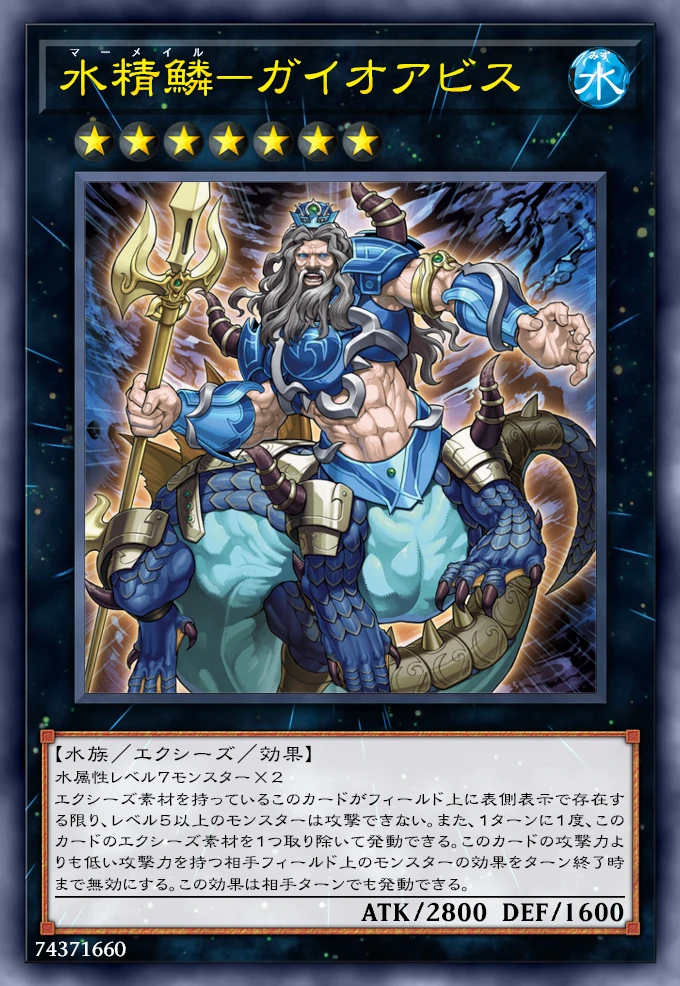 マーメイル
水精鱗－ガイオアビス
みず
水
【水族／エクシーズ／効果】
水属性レベル7モンスター×2
エクシーズ素材を持っているこのカードがフィールド上に表側表示で存在す
る限り、レベル5以上のモンスターは攻撃できない。また、1ターンに1度、この
カードのエクシーズ素材を1つ取り除いて発動できる。このカードの攻撃力よ
りも低い攻撃力を持つ相手フィールド上のモンスターの効果をターン終了時
まで無効にする。この効果は相手ターンでも発動できる。
ATK/2800 DEF/1600
74371660